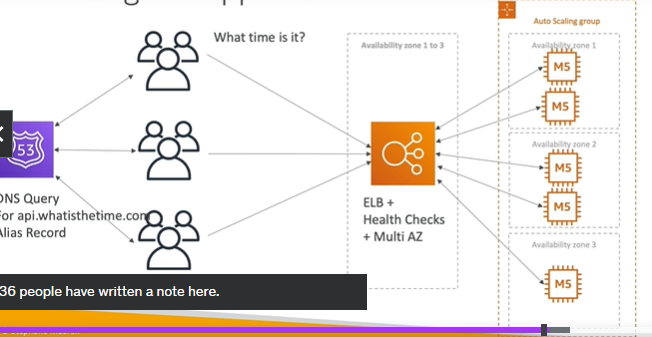 What time is it?
Auto Scaling group
Availability zone 1 to 3
Availability zone 1
M5
M5
53
Availability zone 2
M5
M5
DNS Query
For api.whatisthetime.com
Alias Record
ELB +
Health Checks
+ Multi AZ
Availability zone 3
M5
36 people have written a note here.